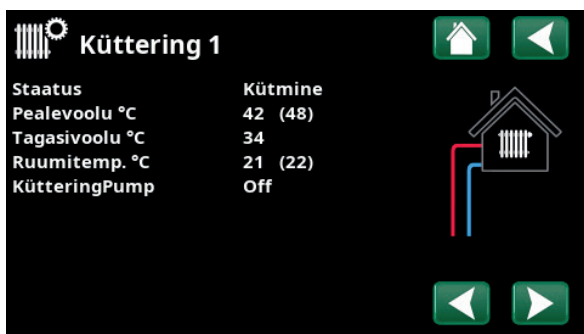 Küttering 1
Staatus Kütmine
Pealevoolu °C 42 (48)
Tagasivoolu °C 34
Ruumitemp. °C 21 (22)
KütteringPump Off